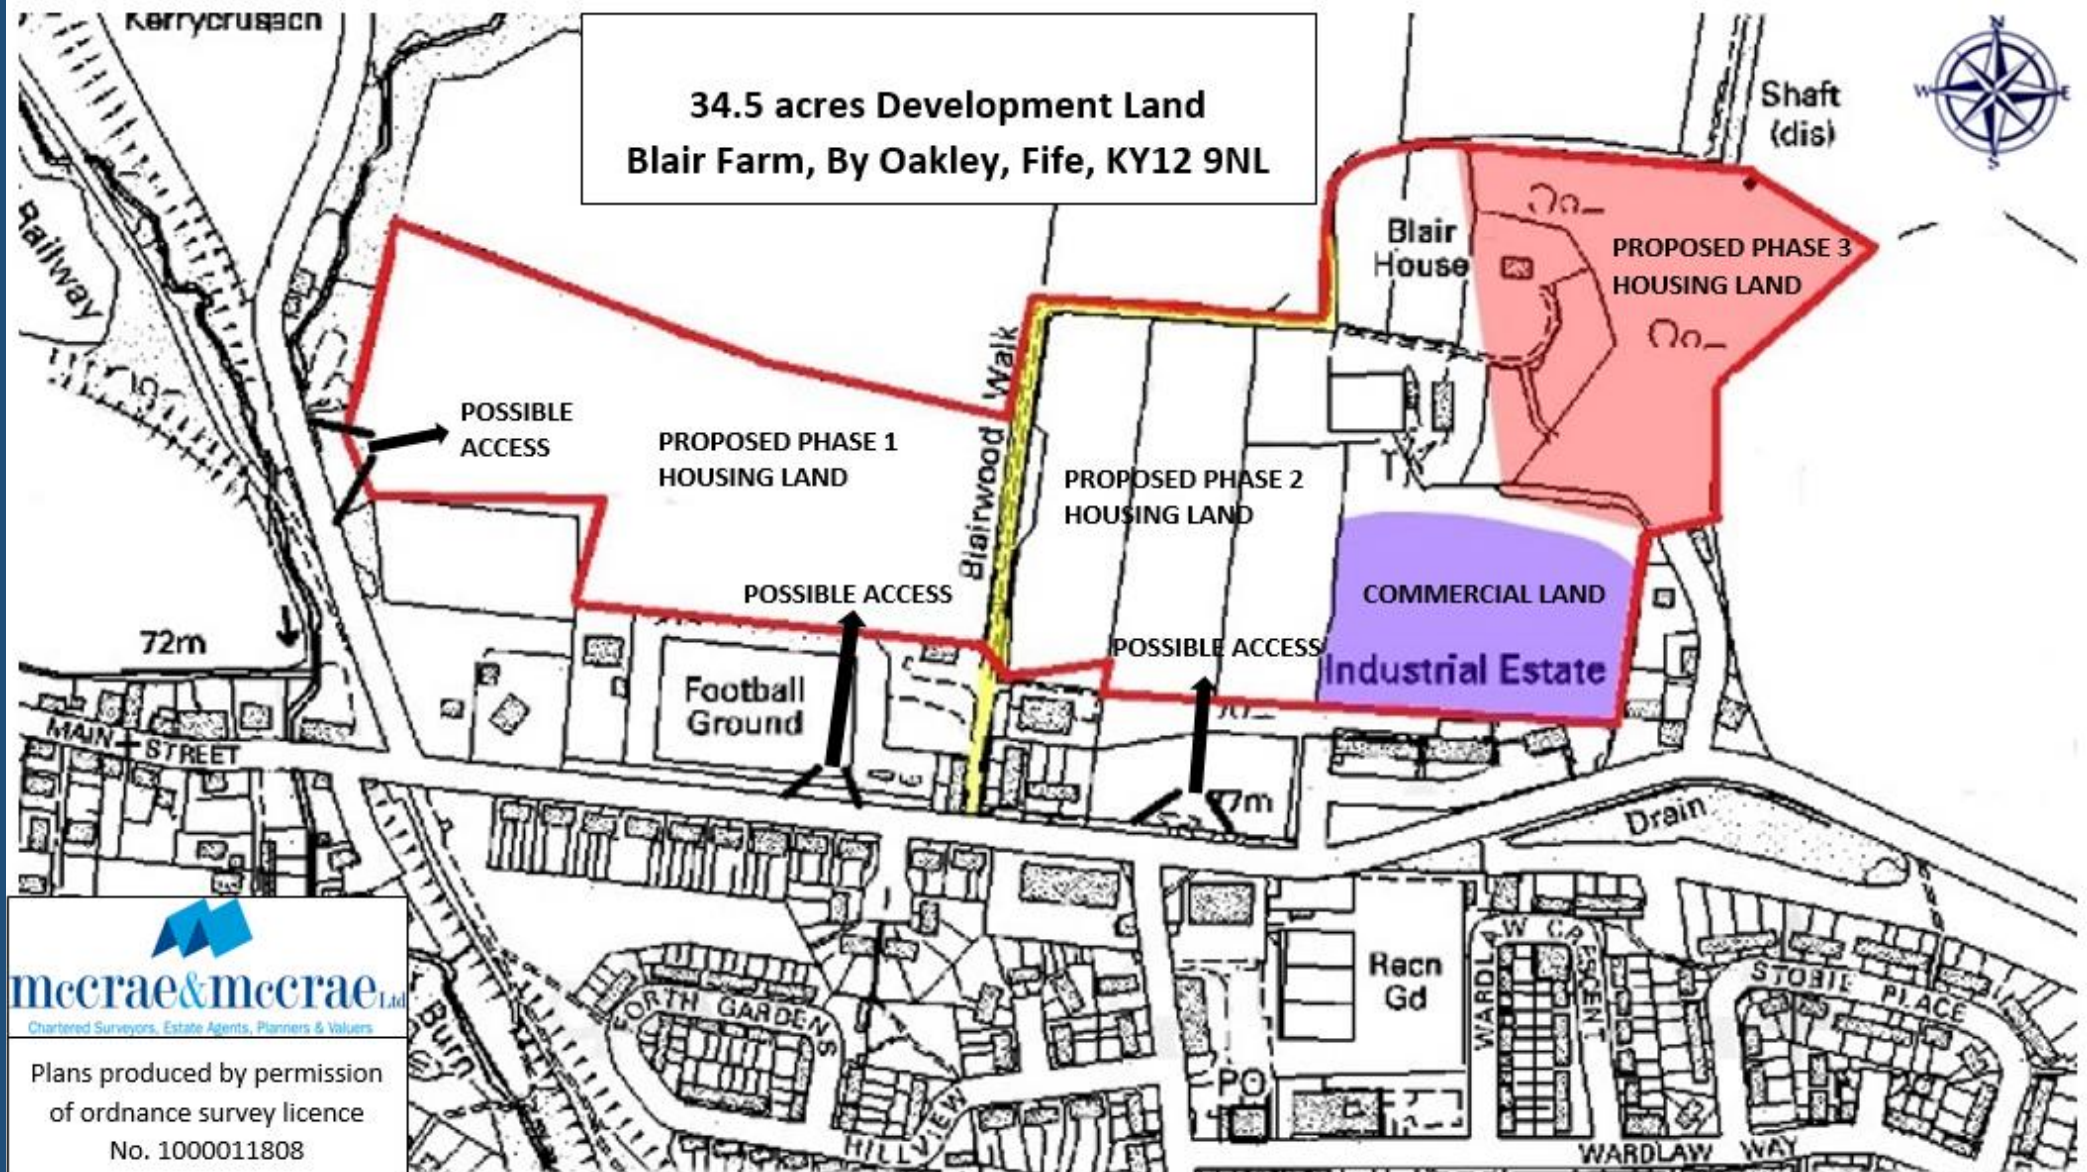 Kerrycrusach
34.5 acres Development Land
Blair Farm, By Oakley, Fife, KY12 9NL
N
W
E
S
Shaft
(dis)
Railway
Blair
House
PROPOSED PHASE 3
HOUSING LAND
POSSIBLE
ACCESS
PROPOSED PHASE 1
HOUSING LAND
Blairwood Walk
PROPOSED PHASE 2
HOUSING LAND
POSSIBLE ACCESS
COMMERCIAL LAND
POSSIBLE ACCESS
Industrial Estate
72m
Football
Ground
MAIN STREET
77m
Drain
mccrae&mccrae Ltd
Chartered Surveyors, Estate Agents, Planners & Valuers
Plans produced by permission
of ordnance survey licence
No. 1000011808
Burn
FORTH GARDENS
HILLVIEW
PO
Recn
Gd
WARDLAW CRESCENT
STOBIE PLACE
WARDLAW WAY